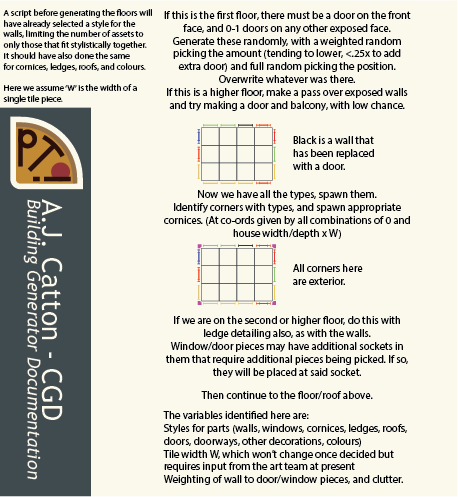 A script before generating the floors will
have already selected a style for the
walls, limiting the number of assets to
only those that fit stylistically together.
It should have also done the same
for cornices, ledges, roofs, and colours.
Here we assume 'W' is the width of a
single tile piece.
PTI
A.J. Catton - CGD
Building Generator Documentation
If this is the first floor, there must be a door on the front
face, and 0-1 doors on any other exposed face.
Generate these randomly, with a weighted random
picking the amount (tending to lower, <.25x to add
extra door) and full random picking the position.
Overwrite whatever was there.
If this is a higher floor, make a pass over exposed walls
and try making a door and balcony, with low chance.
Black is a wall that
has been replaced
with a door.
Now we have all the types, spawn them.
Identify corners with types, and spawn appropriate
cornices. (At co-ords given by all combinations of 0 and
house width/depth x W)
All corners here
are exterior.
If we are on the second or higher floor, do this with
ledge detailing also, as with the walls.
Window/door pieces may have additional sockets in
them that require additional pieces being picked. If so,
they will be placed at said socket.
Then continue to the floor/roof above.
The variables identified here are:
Styles for parts (walls, windows, cornices, ledges, roofs,
doors, doorways, other decorations, colours)
Tile width W, which won't change once decided but
requires input from the art team at present
Weighting of wall to door/window pieces, and clutter.